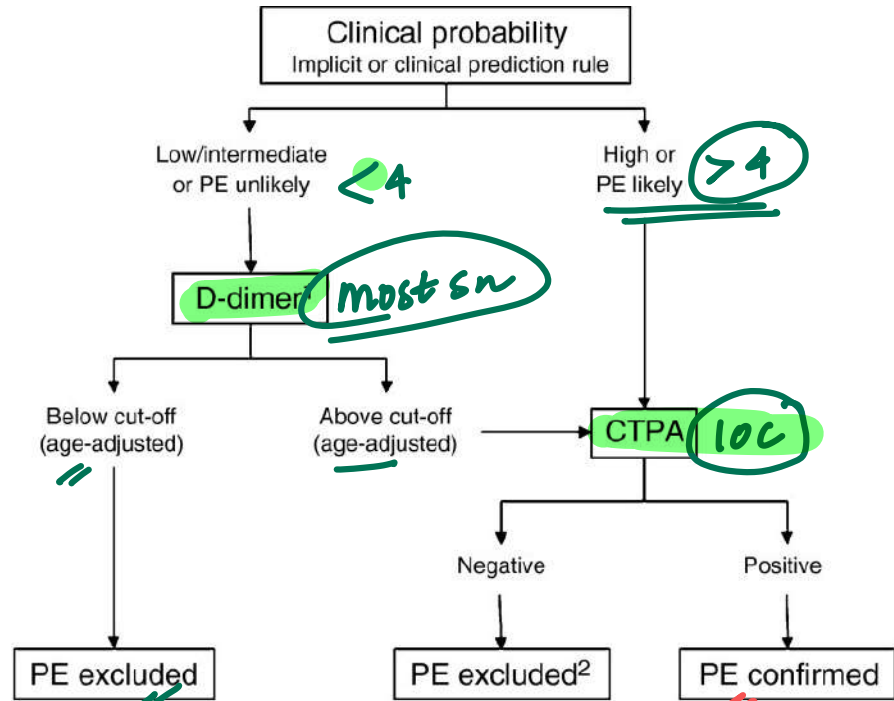 Clinical probability
Implicit or clinical prediction rule
Low/intermediate
or PE unlikely
<4
High or
PE likely
>4
D-dimer¹
most sn
Below cut-off
(age-adjusted)
Above cut-off
(age-adjusted)
CTPA
IOC
Negative
Positive
PE excluded
PE excluded²
PE confirmed